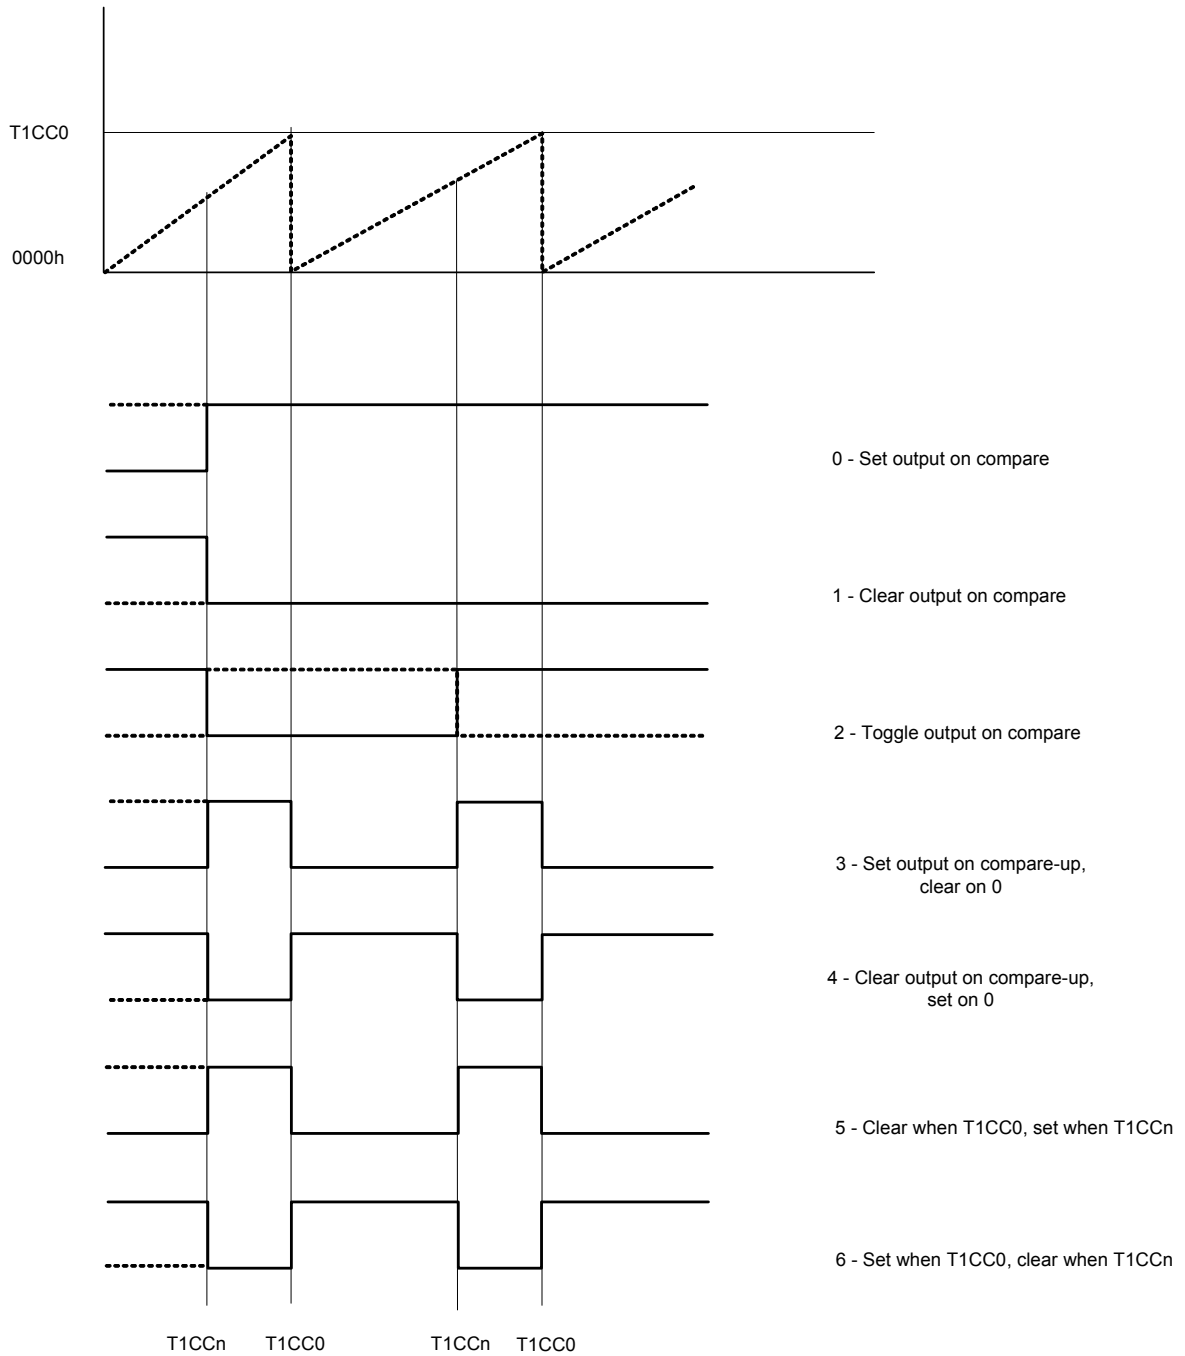 T1CC0
0000h
0 - Set output on compare
1 - Clear output on compare
2 - Toggle output on compare
3 - Set output on compare-up,
clear on 0
4 - Clear output on compare-up,
set on 0
5 - Clear when T1CC0, set when T1CCn
6 - Set when T1CC0, clear when T1CCn
T1CCn T1CC0 T1CCn T1CC0